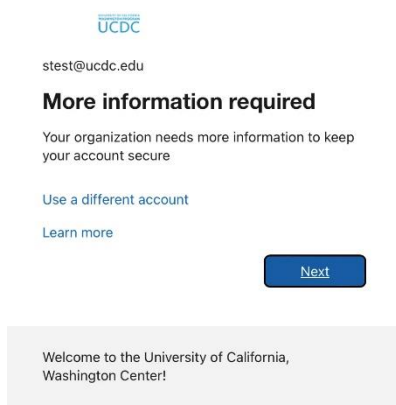 UCDC
stest@ucdc.edu
More information required
Your organization needs more information to keep
your account secure
Use a different account
Learn more
Next
Welcome to the University of California,
Washington Center!